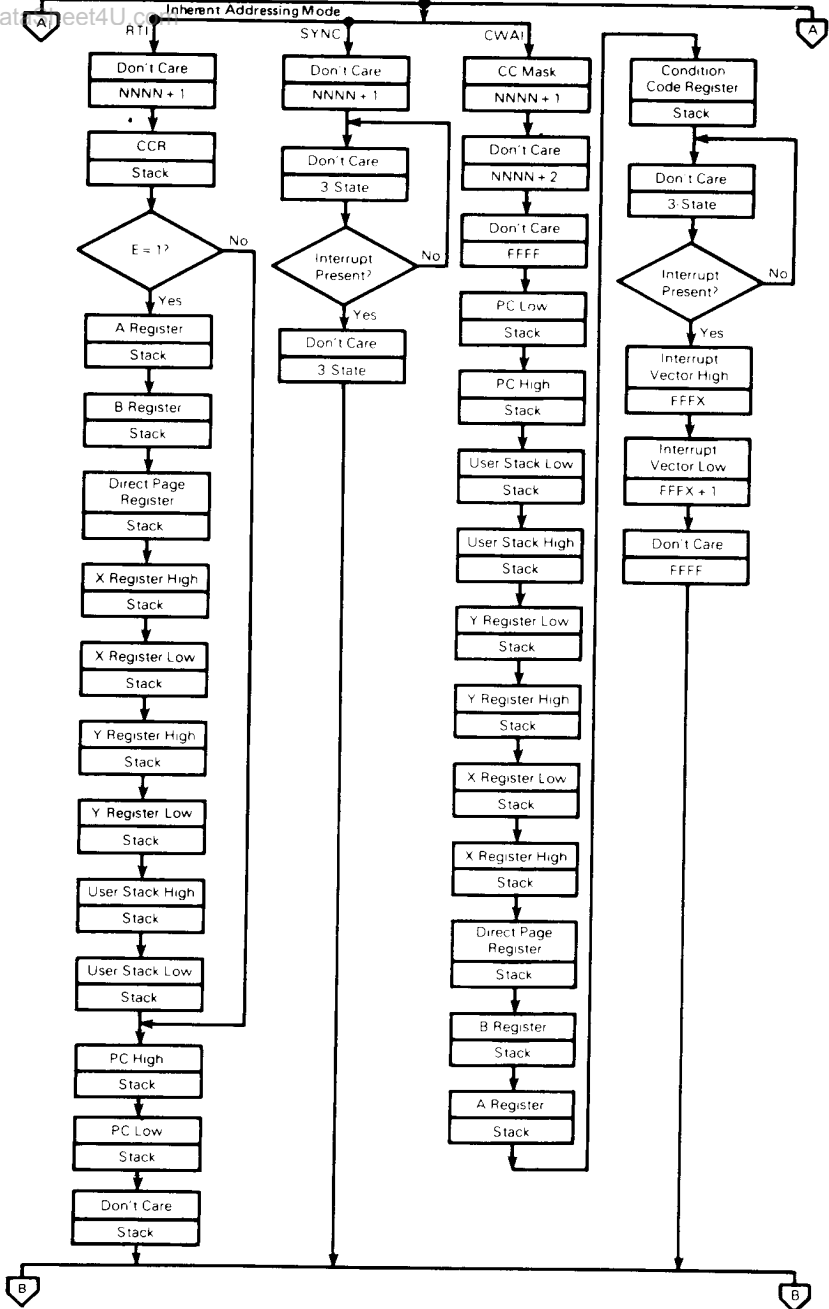 atasheet4U.com
Inherent Addressing Mode
A
A
RTI
SYNC
CWAI
Don't Care
NNNN + 1
CCR
Stack
E = 1?
No
Yes
A Register
Stack
B Register
Stack
Direct Page
Register
Stack
X Register High
Stack
X Register Low
Stack
Y Register High
Stack
Y Register Low
Stack
User Stack High
Stack
User Stack Low
Stack
PC High
Stack
PC Low
Stack
Don't Care
Stack
Don't Care
NNNN + 1
Don't Care
3 State
Interrupt
Present?
No
Yes
Don't Care
3 State
CC Mask
NNNN + 1
Don't Care
NNNN + 2
Don't Care
FFFF
PC Low
Stack
PC High
Stack
User Stack Low
Stack
User Stack High
Stack
Y Register Low
Stack
Y Register High
Stack
X Register Low
Stack
X Register High
Stack
Direct Page
Register
Stack
B Register
Stack
A Register
Stack
Condition
Code Register
Stack
Don't Care
3-State
Interrupt
Present?
No
Yes
Interrupt
Vector High
FFFX
Interrupt
Vector Low
FFFX + 1
Don't Care
FFFF
B
B